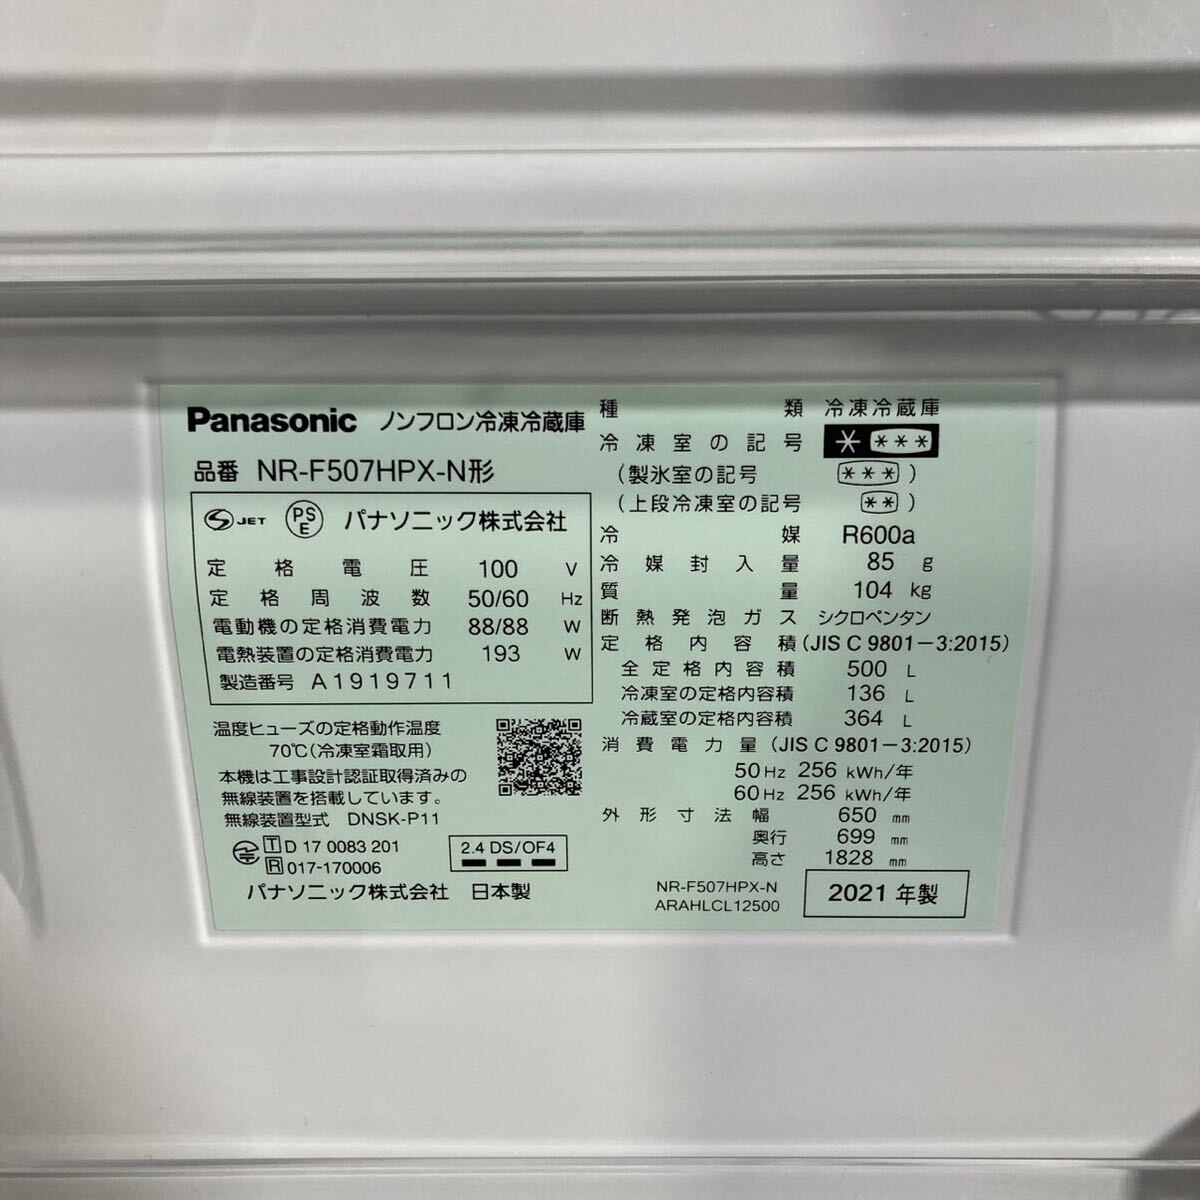 Panasonic ノンフロン冷凍冷蔵庫
品番 NR-F507HPX-N形
S JET PSE パナソニック株式会社
定格電圧 100 V
定格周波数 50/60 Hz
電動機の定格消費電力 88/88 W
電熱装置の定格消費電力 193 W
製造番号 A1919711
温度ヒューズの定格動作温度
70℃(冷凍室霜取用)
本機は工事設計認証取得済みの
無線装置を搭載しています。
無線装置型式 DNSK-P11
T D 17 0083 201
R 017-170006
2.4 DS/OF4
パナソニック株式会社 日本製
種類 冷凍冷蔵庫
冷凍室の記号 * ***
(製氷室の記号 *** )
(上段冷凍室の記号 ** )
冷媒 R600a
冷媒封入量 85 g
質量 104 kg
断熱発泡ガス シクロペンタン
定格内容積 (JIS C 9801-3:2015)
全定格内容積 500 L
冷凍室の定格内容積 136 L
冷蔵室の定格内容積 364 L
消費電力量 (JIS C 9801-3:2015)
50 Hz 256 kWh/年
60 Hz 256 kWh/年
外形寸法 幅 650 mm
奥行 699 mm
高さ 1828 mm
NR-F507HPX-N
ARAHLCL12500
2021 年製